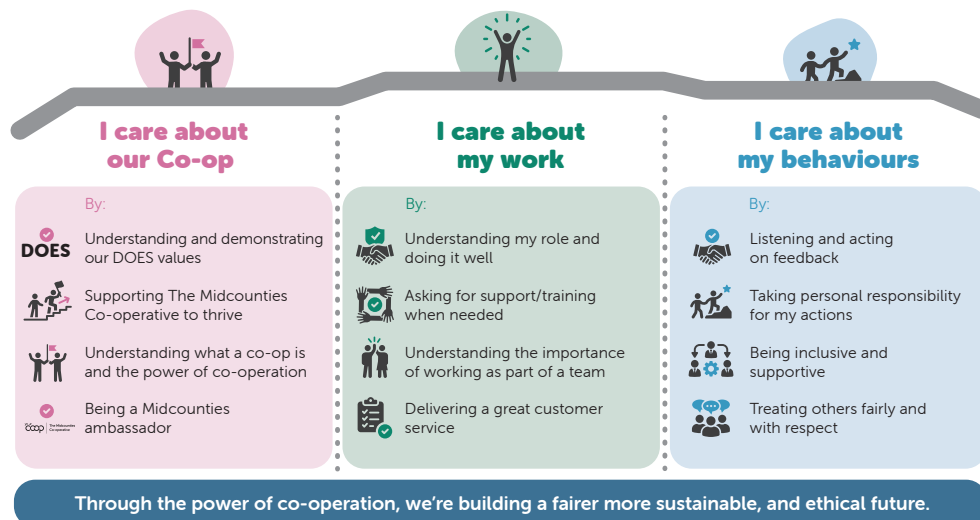 I care about
our Co-op
By:
DOES
Understanding and demonstrating
our DOES values
Supporting The Midcounties
Co-operative to thrive
Understanding what a co-op is
and the power of co-operation
coop
The Midcounties
Co-operative
Being a Midcounties
ambassador
I care about
my work
By:
Understanding my role and
doing it well
Asking for support/training
when needed
Understanding the importance
of working as part of a team
Delivering a great customer
service
I care about
my behaviours
By:
Listening and acting
on feedback
Taking personal responsibility
for my actions
Being inclusive and
supportive
Treating others fairly and
with respect
Through the power of co-operation, we’re building a fairer more sustainable, and ethical future.